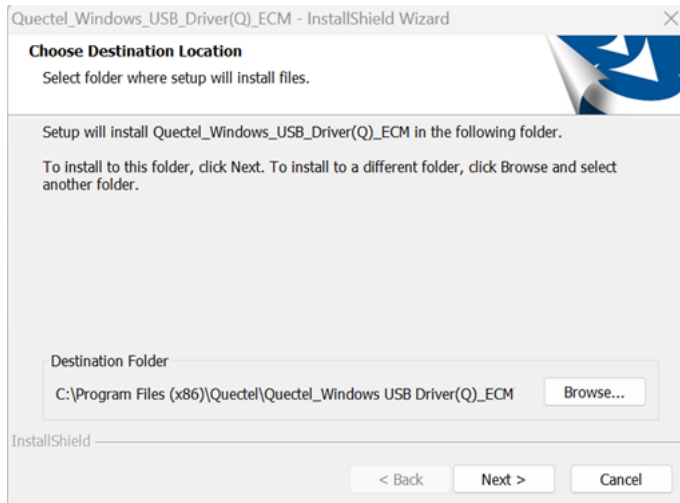 Quectel_Windows_USB_Driver(Q)_ECM - InstallShield Wizard
Choose Destination Location
Select folder where setup will install files.
Setup will install Quectel_Windows_USB_Driver(Q)_ECM in the following folder.
To install to this folder, click Next. To install to a different folder, click Browse and select
another folder.
Destination Folder
C:\Program Files (x86)\Quectel\Quectel_Windows USB Driver(Q)_ECM
Browse...
InstallShield
< Back
Next >
Cancel